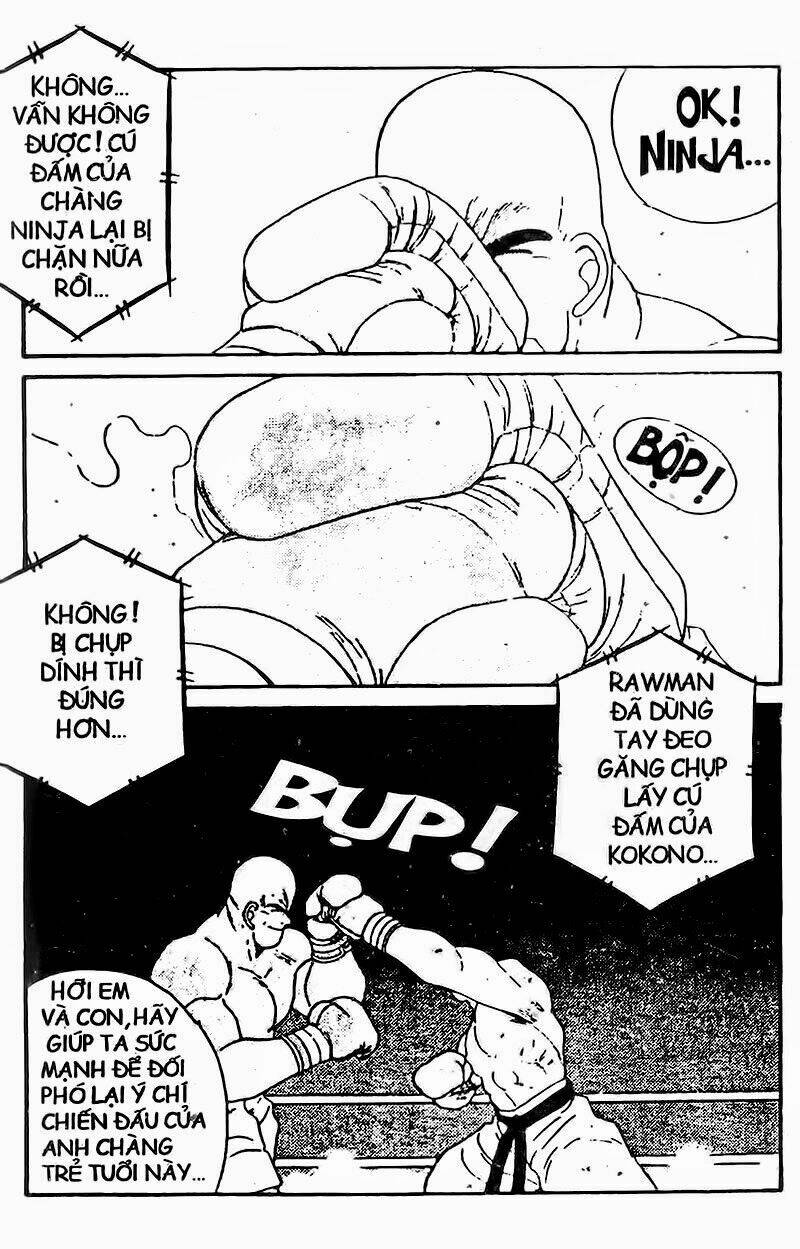 KHÔNG...
VẪN KHÔNG
ĐƯỢC! CÚ
ĐẤM CỦA
CHÀNG
NINJA LẠI BỊ
CHẶN NỮA
RỒI...
OK!
NINJA...
BỘP!
KHÔNG!
BỊ CHỤP
DÍNH THÌ
ĐÚNG
HƠN...
RAWMAN
ĐÃ DÙNG
TAY ĐEO
GĂNG CHỤP
LẤY CÚ
ĐẤM CỦA
KOKONO...
BỤP!
HỠI EM
VÀ CON, HÃY
GIÚP TA SỨC
MẠNH ĐỂ ĐỐI
PHÓ LẠI Ý CHÍ
CHIẾN ĐẤU CỦA
ANH CHÀNG
TRẺ TUỔI NÀY...